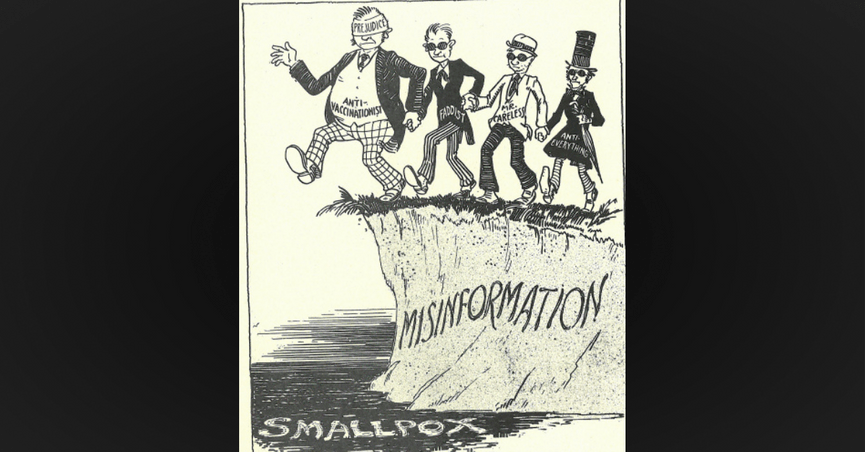 PREJUDICE
ANTI-
VACCINATIONIST
FADDIST
MR.
CARELESS
ANTI-
EVERYTHING
MISINFORMATION
SMALLPOX